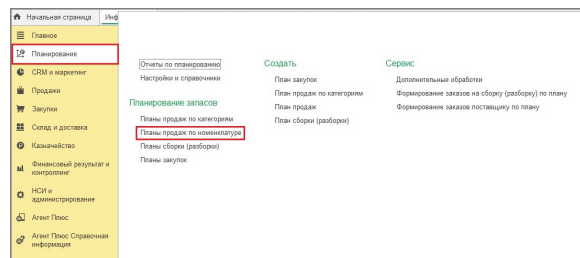 Начальная страница
Инф
Главное
Планирование
CRM и маркетинг
Продажи
Закупки
Склад и доставка
Казначейство
Финансовый результат и
контроллинг
НСИ и
администрирование
Агент Плюс
Агент Плюс Справочная
информация
Отчеты по планированию
Настройки и справочники
Планирование запасов
Планы продаж по категориям
Планы продаж по номенклатуре
Планы сборки (разборки)
Планы закупок
Создать
План закупок
План продаж по категориям
План продаж
План сборки (разборки)
Сервис
Дополнительные обработки
Формирование заказов на сборку (разборку) по плану
Формирование заказов поставщику по плану